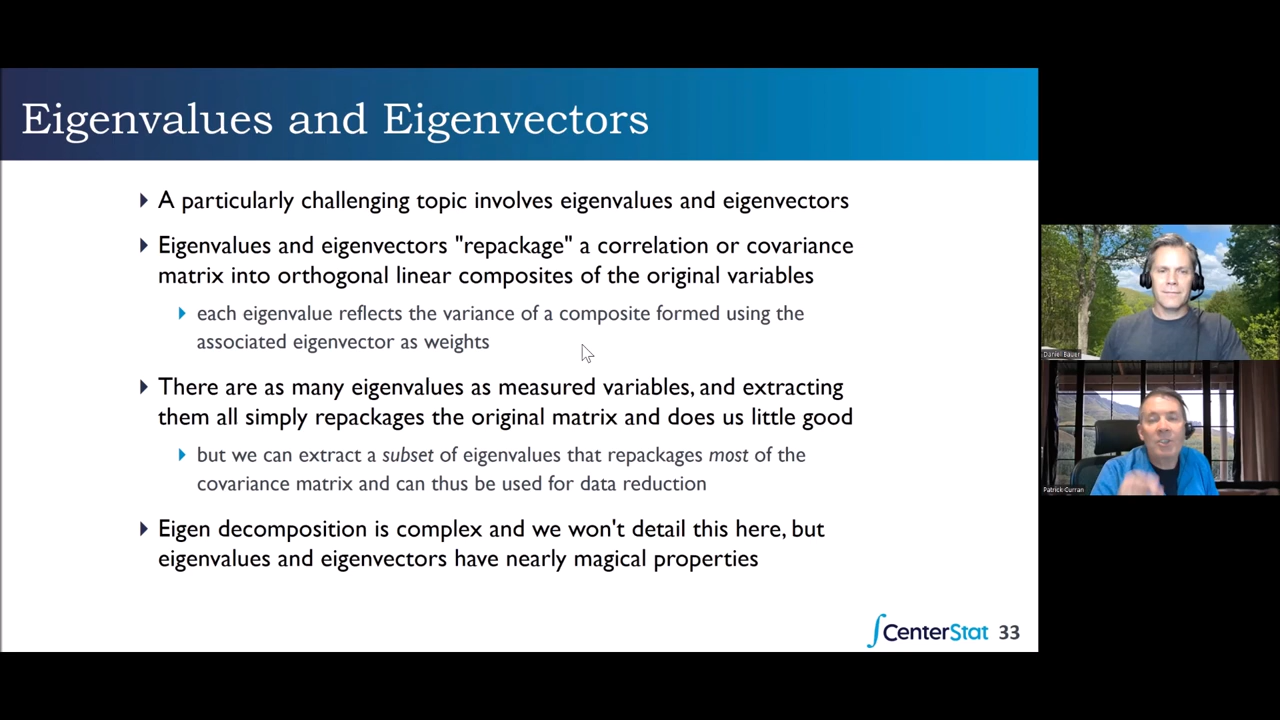 Eigenvalues and Eigenvectors
A particularly challenging topic involves eigenvalues and eigenvectors
Eigenvalues and eigenvectors "repackage" a correlation or covariance
matrix into orthogonal linear composites of the original variables
each eigenvalue reflects the variance of a composite formed using the
associated eigenvector as weights
There are as many eigenvalues as measured variables, and extracting
them all simply repackages the original matrix and does us little good
but we can extract a subset of eigenvalues that repackages most of the
covariance matrix and can thus be used for data reduction
Eigen decomposition is complex and we won't detail this here, but
eigenvalues and eigenvectors have nearly magical properties
CenterStat 33
Daniel Bauer
Patrick Curran